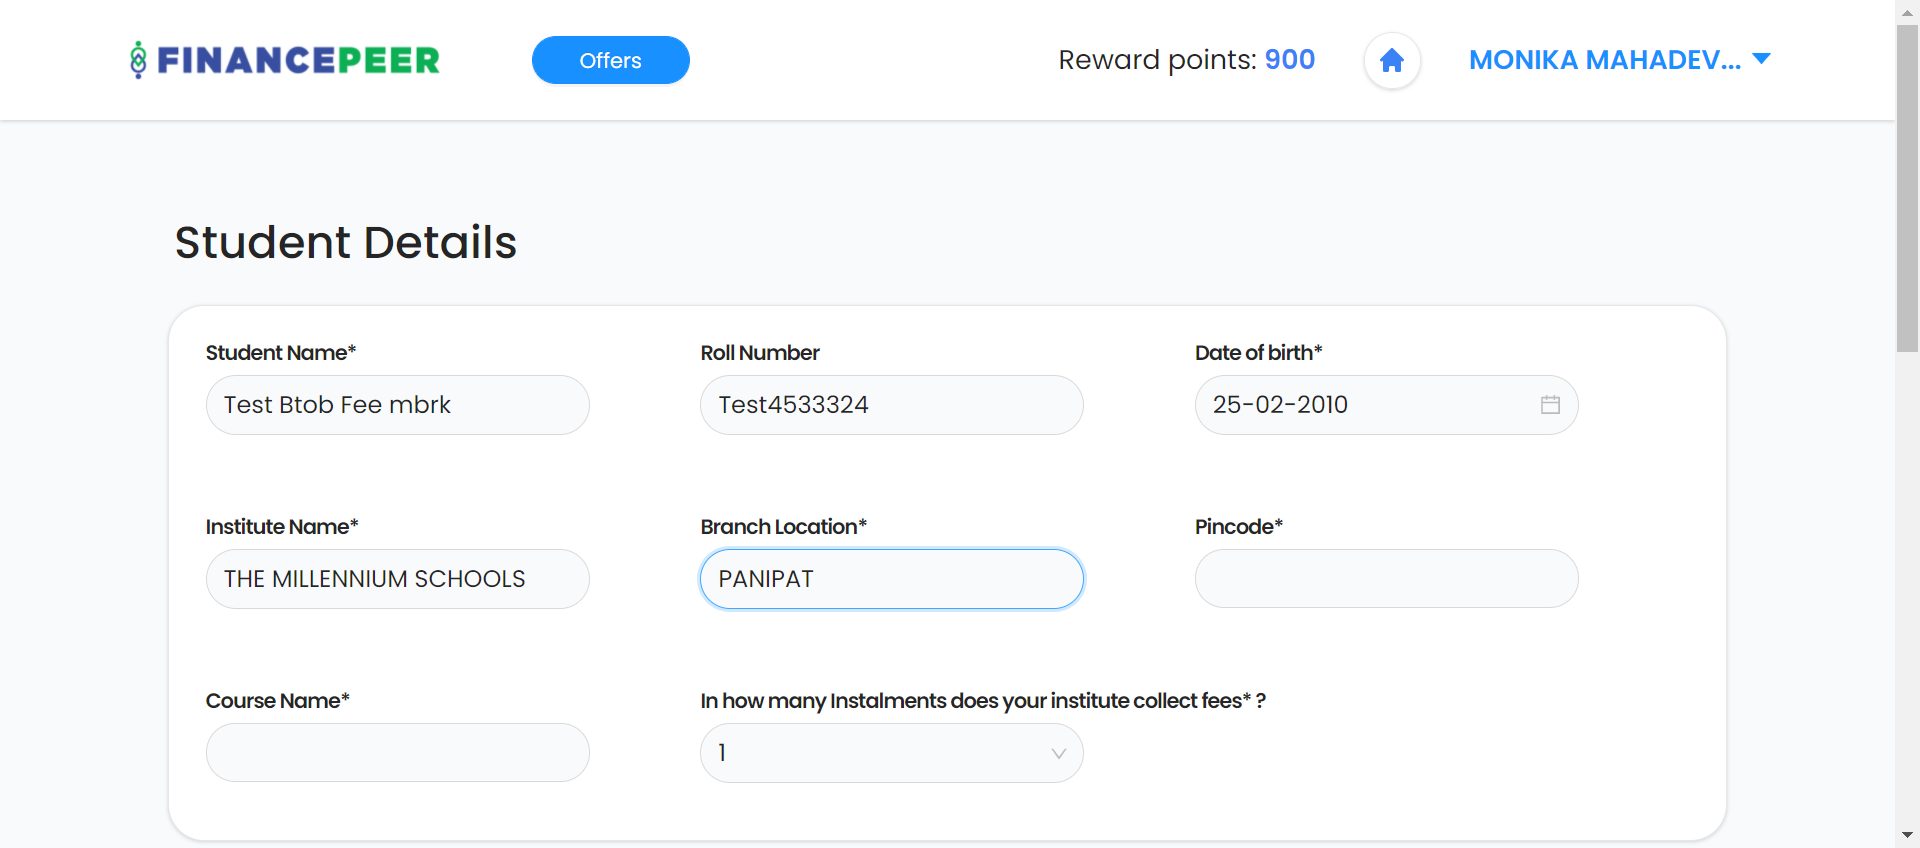 FINANCEPEER
Offers
Reward points: 900
MONIKA MAHADEV...
Student Details
Student Name*
Roll Number
Date of birth*
Test Btob Fee mbrk
Test4533324
25-02-2010
Institute Name*
Branch Location*
Pincode*
THE MILLENNIUM SCHOOLS
PANIPAT
Course Name*
In how many Instalments does your institute collect fees* ?
1